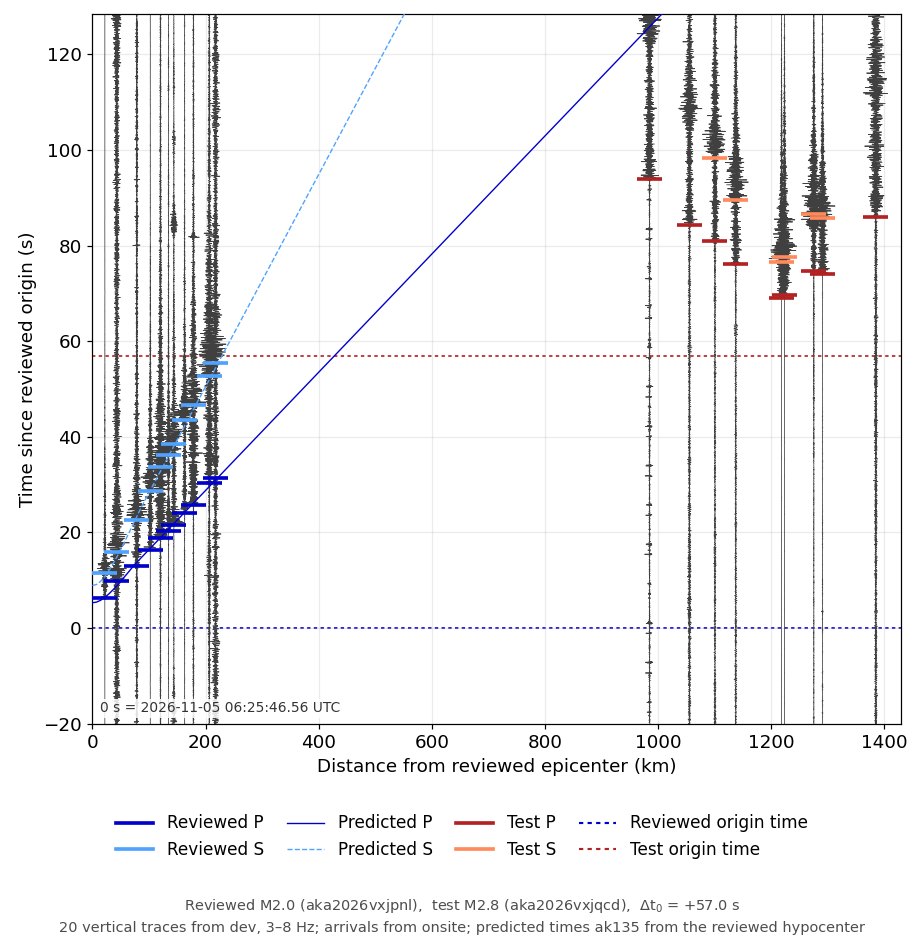 Time since reviewed origin (s)
120
100
80
60
40
20
0
−20
0 s = 2026-11-05 06:25:46.56 UTC
0 200 400 600 800 1000 1200 1400
Distance from reviewed epicenter (km)
Reviewed P Predicted P Test P Reviewed origin time
Reviewed S Predicted S Test S Test origin time
Reviewed M2.0 (aka2026vxjpnl), test M2.8 (aka2026vxjqcd), Δt₀ = +57.0 s
20 vertical traces from dev, 3–8 Hz; arrivals from onsite; predicted times ak135 from the reviewed hypocenter